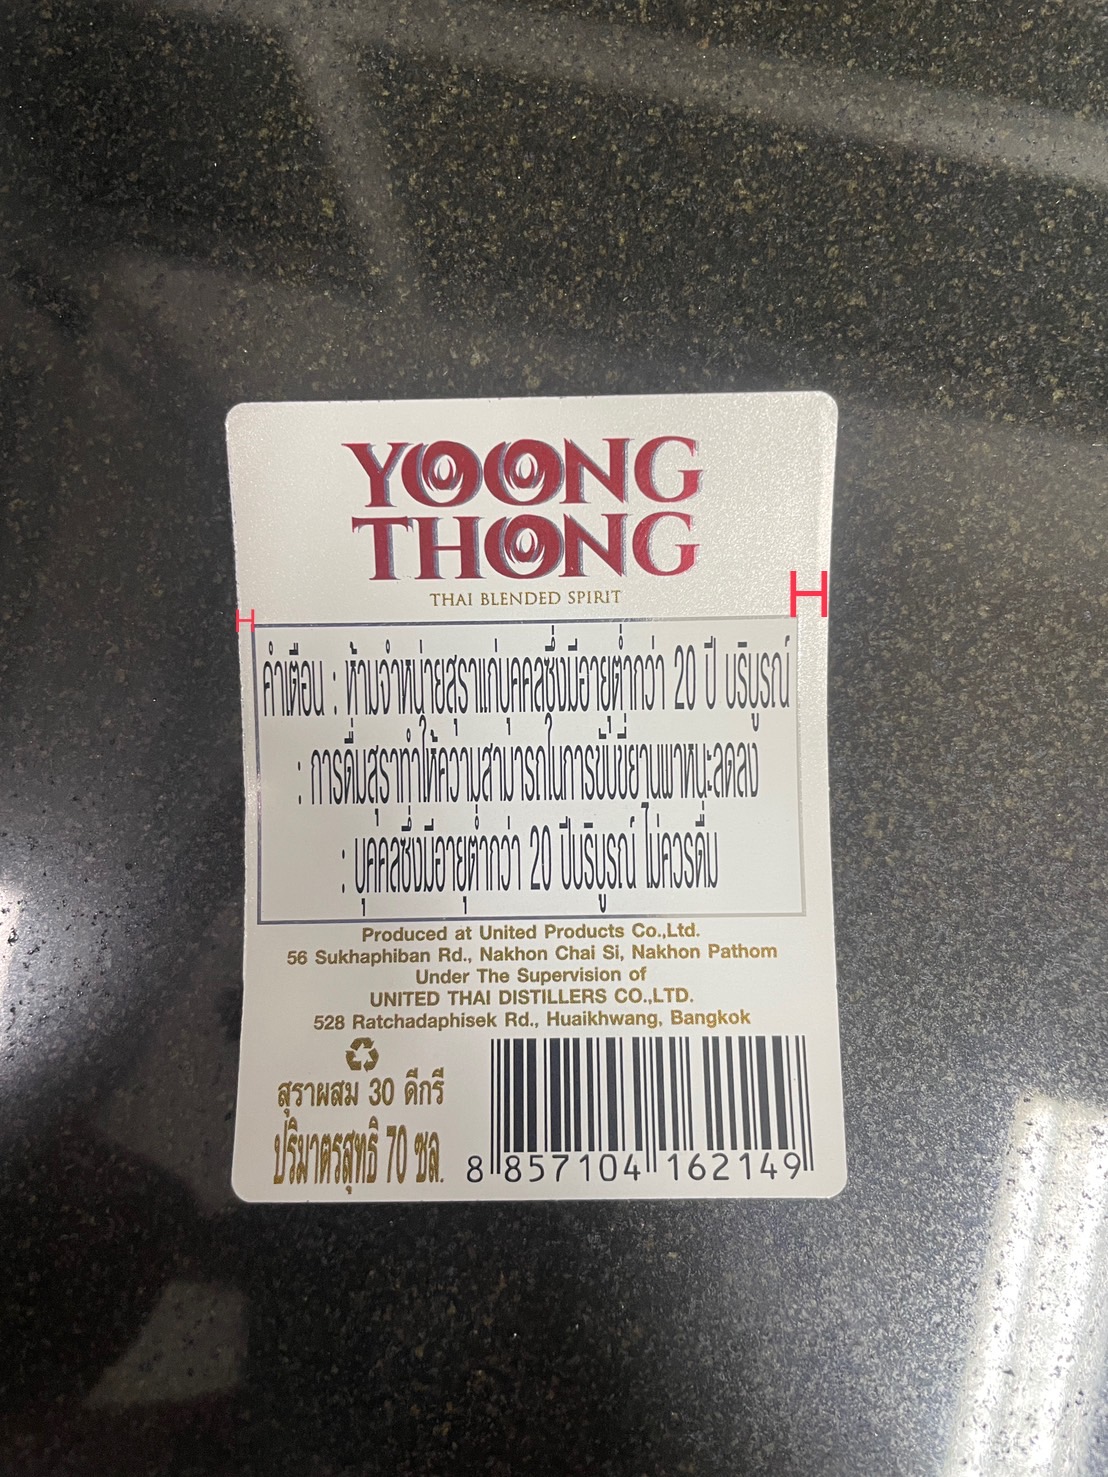 YOONG
THONG
THAI BLENDED SPIRIT
คำเตือน : ห้ามจำหน่ายสุราแก่บุคคลซึ่งมีอายุต่ำกว่า 20 ปี บริบูรณ์
: การดื่มสุราทำให้ความสามารถในการขับขี่ยานพาหนะลดลง
: บุคคลซึ่งมีอายุต่ำกว่า 20 ปีบริบูรณ์ ไม่ควรดื่ม
Produced at United Products Co.,Ltd.
56 Sukhaphiban Rd., Nakhon Chai Si, Nakhon Pathom
Under The Supervision of
UNITED THAI DISTILLERS CO.,LTD.
528 Ratchadaphisek Rd., Huaikhwang, Bangkok
สุราผสม 30 ดีกรี
ปริมาตรสุทธิ 70 ซล.
8 857104 162149